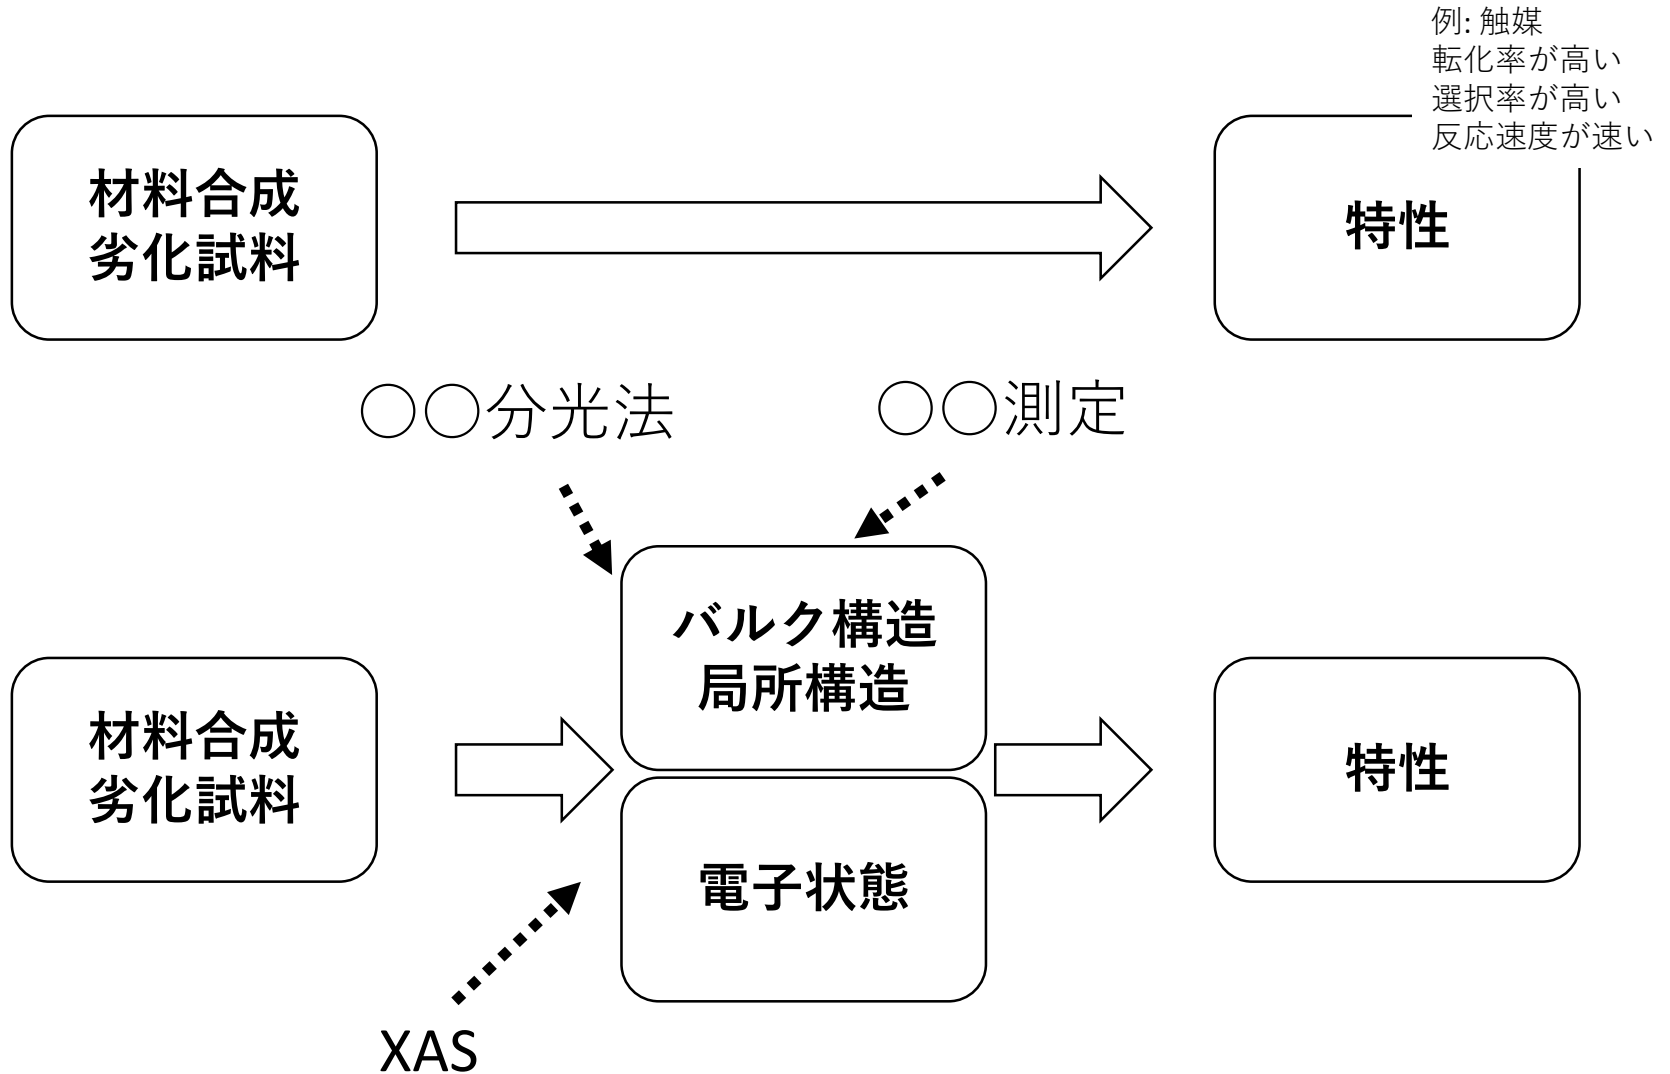 例: 触媒
転化率が高い
選択率が高い
反応速度が速い
材料合成
劣化試料
特性
○○分光法
○○測定
バルク構造
局所構造
材料合成
劣化試料
特性
電子状態
XAS